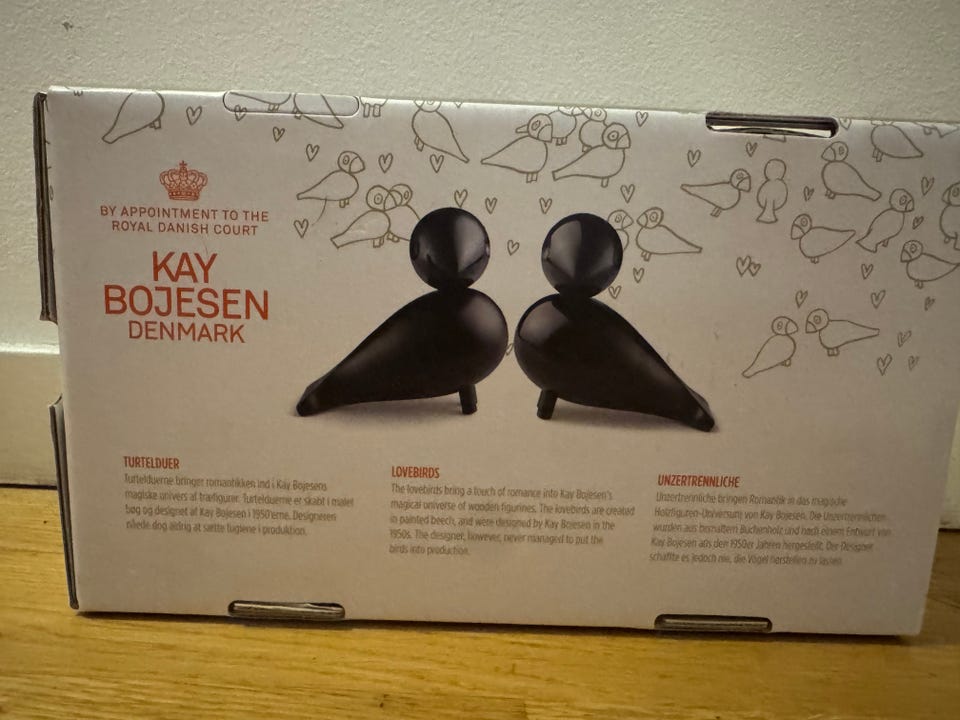 BY APPOINTMENT TO THE
ROYAL DANISH COURT
KAY
BOJESEN
DENMARK
TURTELDUER
Turtelduerne bringer romantikken ind i Kay Bojesens
magiske univers af træfigurer. Turtelduerne er skabt i malet
bøg og designet af Kay Bojesen i 1950'erne. Designeren
nåede dog aldrig at sætte fuglene i produktion.
LOVEBIRDS
The lovebirds bring a touch of romance into Kay Bojesen's
magical universe of wooden figurines. The lovebirds are created
in painted beech, and were designed by Kay Bojesen in the
1950s. The designer, however, never managed to put the
birds into production.
UNZERTRENNLICHE
Unzertrennliche bringen Romantik in das magische
Holzfiguren-Universum von Kay Bojesen. Die Unzertrennlichen
wurden aus bemaltem Buchenholz und nach einem Entwurf von
Kay Bojesen aus den 1950er Jahren hergestellt. Der Designer
schaffte es jedoch nie, die Vögel herstellen zu lassen.